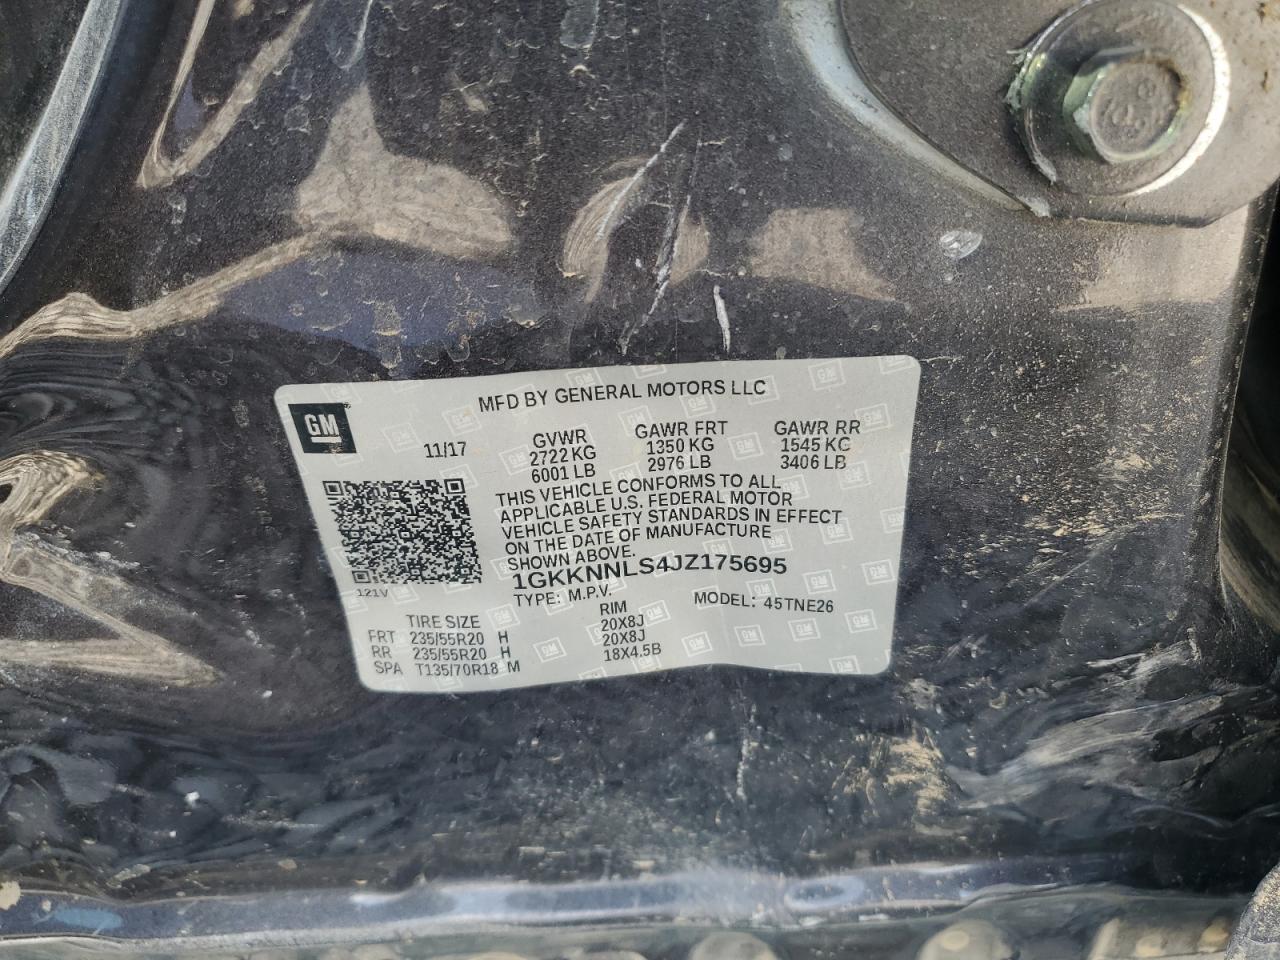 MFD BY GENERAL MOTORS LLC
GM
11/17
GVWR GAWR FRT GAWR RR
2722 KG 1350 KG 1545 KC
6001 LB 2976 LB 3406 LB
THIS VEHICLE CONFORMS TO ALL
APPLICABLE U.S. FEDERAL MOTOR
VEHICLE SAFETY STANDARDS IN EFFECT
ON THE DATE OF MANUFACTURE
SHOWN ABOVE.
1GKKNNLS4JZ175695
121V
TYPE: M.P.V. MODEL: 45TNE26
TIRE SIZE RIM
FRT 235/55R20 H 20X8J
RR 235/55R20 H 20X8J
SPA T135/70R18 M 18X4.5B